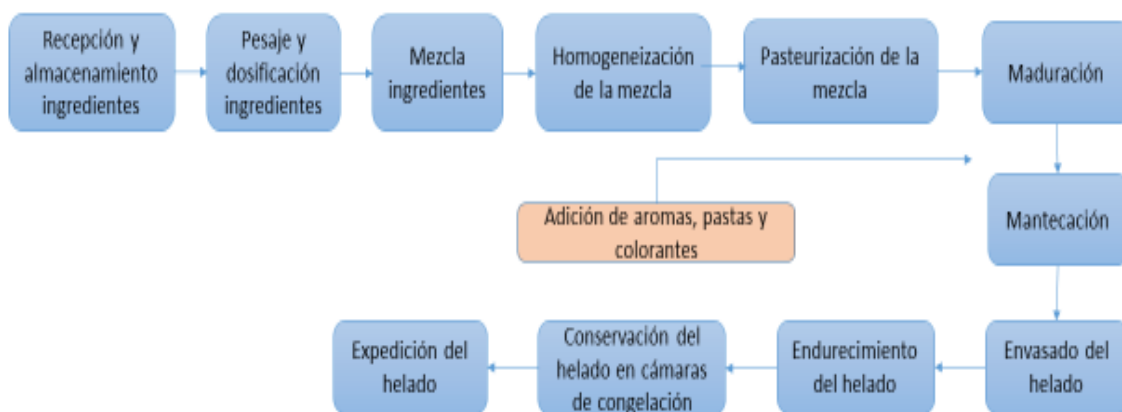 Recepción y
almacenamiento
ingredientes
Pesaje y
dosificación
ingredientes
Mezcla
ingredientes
Homogeneización
de la mezcla
Pasteurización de la
mezcla
Maduración
Adición de aromas, pastas y
colorantes
Mantecación
Envasado del
helado
Endurecimiento
del helado
Conservación del
helado en cámaras
de congelación
Expedición del
helado